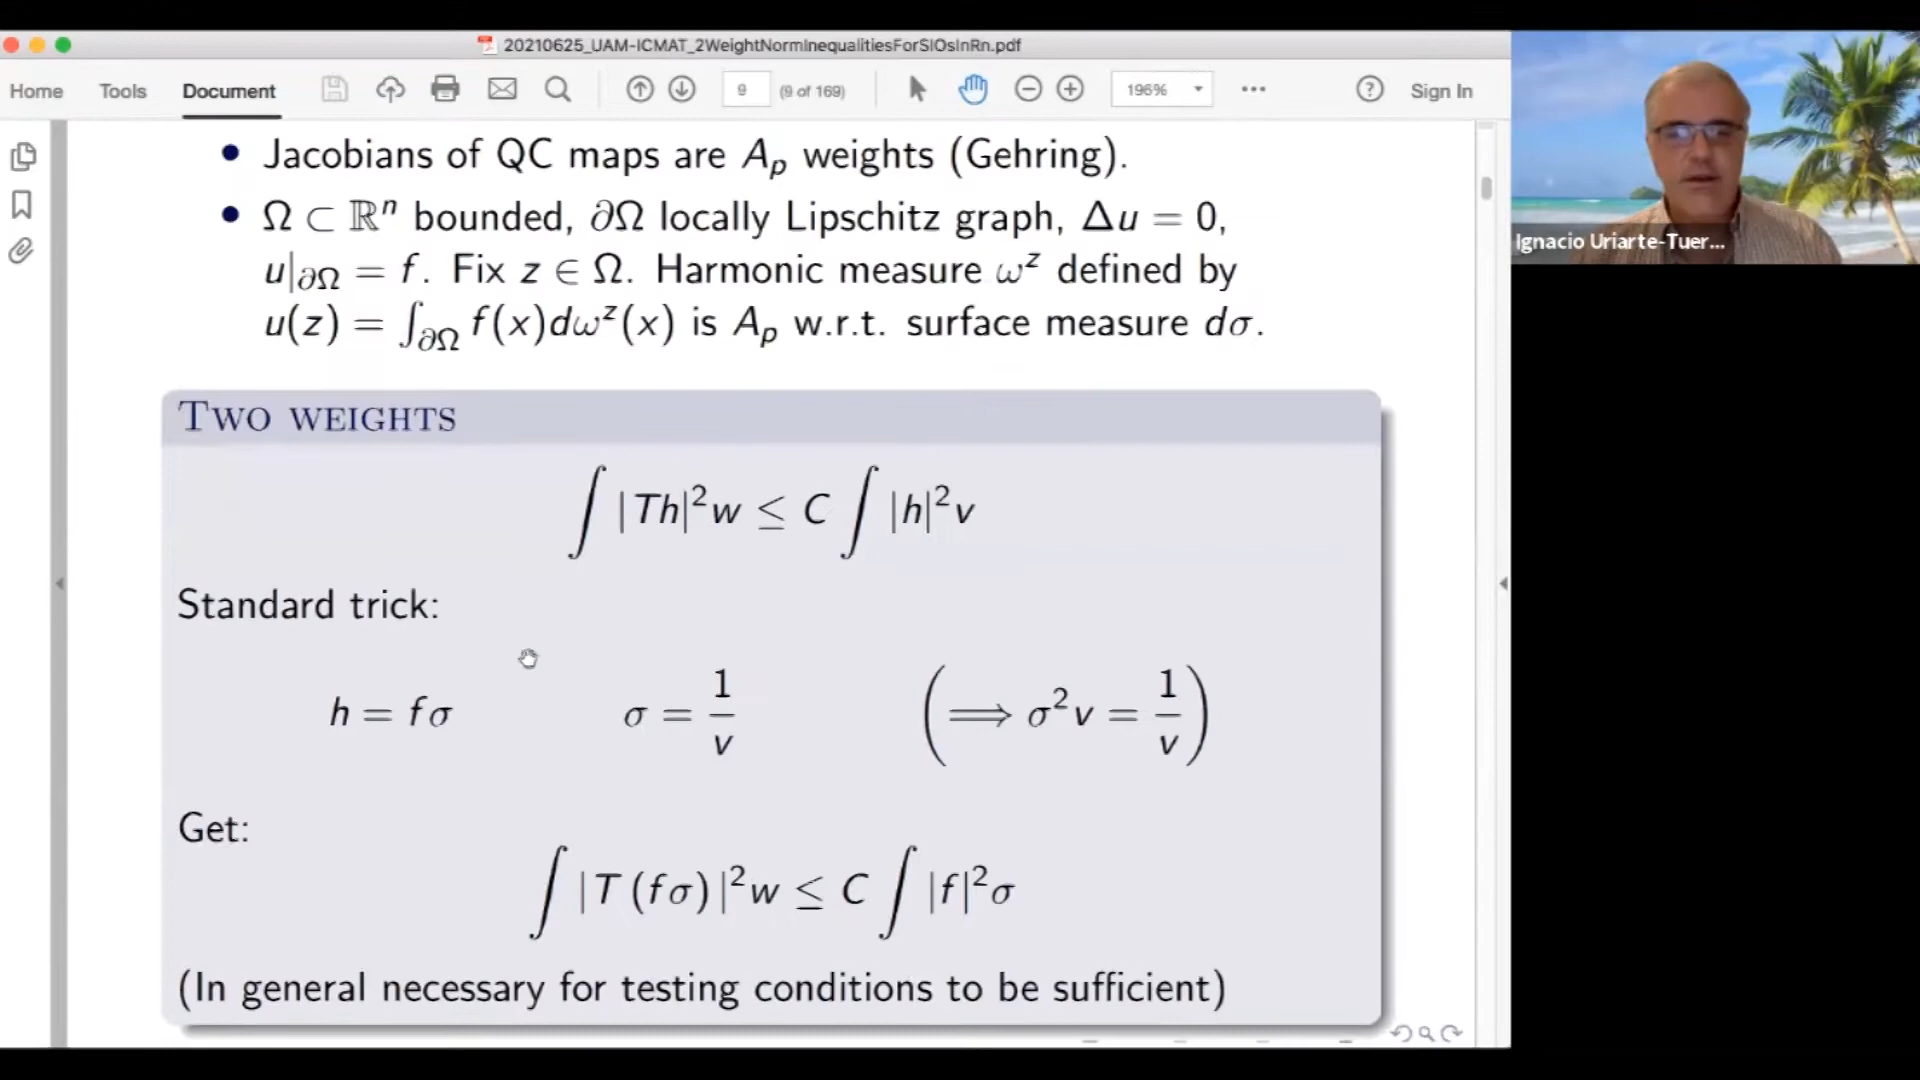 20210625_UAM-ICMAT_2WeightNormInequalitiesForSIOsInRn.pdf
Home Tools Document 9 (9 of 169) 196% ? Sign In
• Jacobians of QC maps are A_p weights (Gehring).
• Ω ⊂ ℝⁿ bounded, ∂Ω locally Lipschitz graph, Δu = 0,
u|_∂Ω = f. Fix z ∈ Ω. Harmonic measure ω^z defined by
u(z) = ∫_∂Ω f(x)dω^z(x) is A_p w.r.t. surface measure dσ.
Ignacio Uriarte-Tuer...
Two weights
∫ |Th|² w ≤ C ∫ |h|² v
Standard trick:
h = fσ σ = 1/v (⟹ σ²v = 1/v)
Get:
∫ |T(fσ)|² w ≤ C ∫ |f|² σ
(In general necessary for testing conditions to be sufficient)